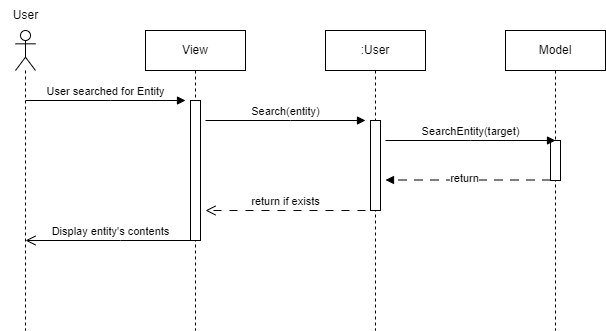 User
View
:User
Model
User searched for Entity
Search(entity)
SearchEntity(target)
return
return if exists
Display entity's contents